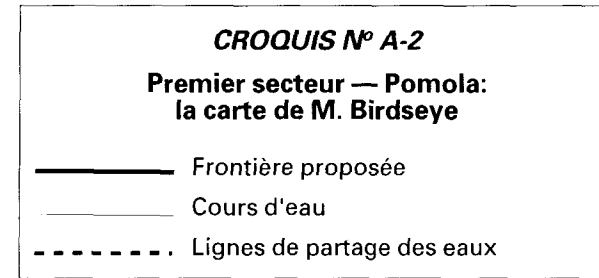 CROQUIS Nº A-2
Premier secteur — Pomola:
la carte de M. Birdseye
Frontière proposée
Cours d'eau
Lignes de partage des eaux